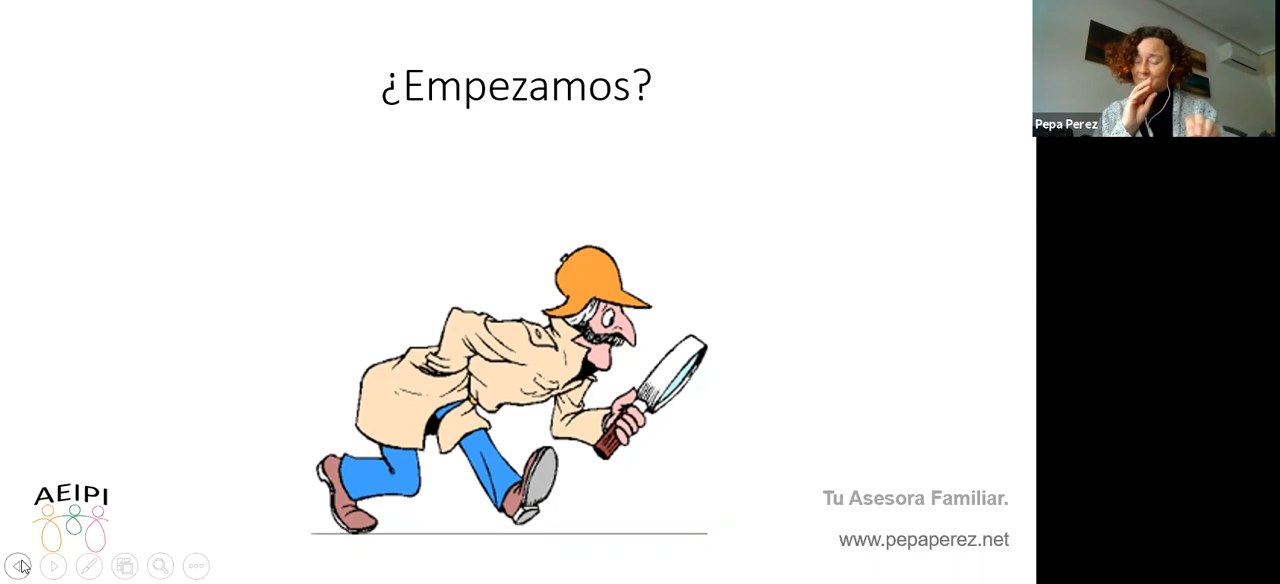 ¿Empezamos?
Pepa Perez
AEIPI
Tu Asesora Familiar.
www.pepaperez.net